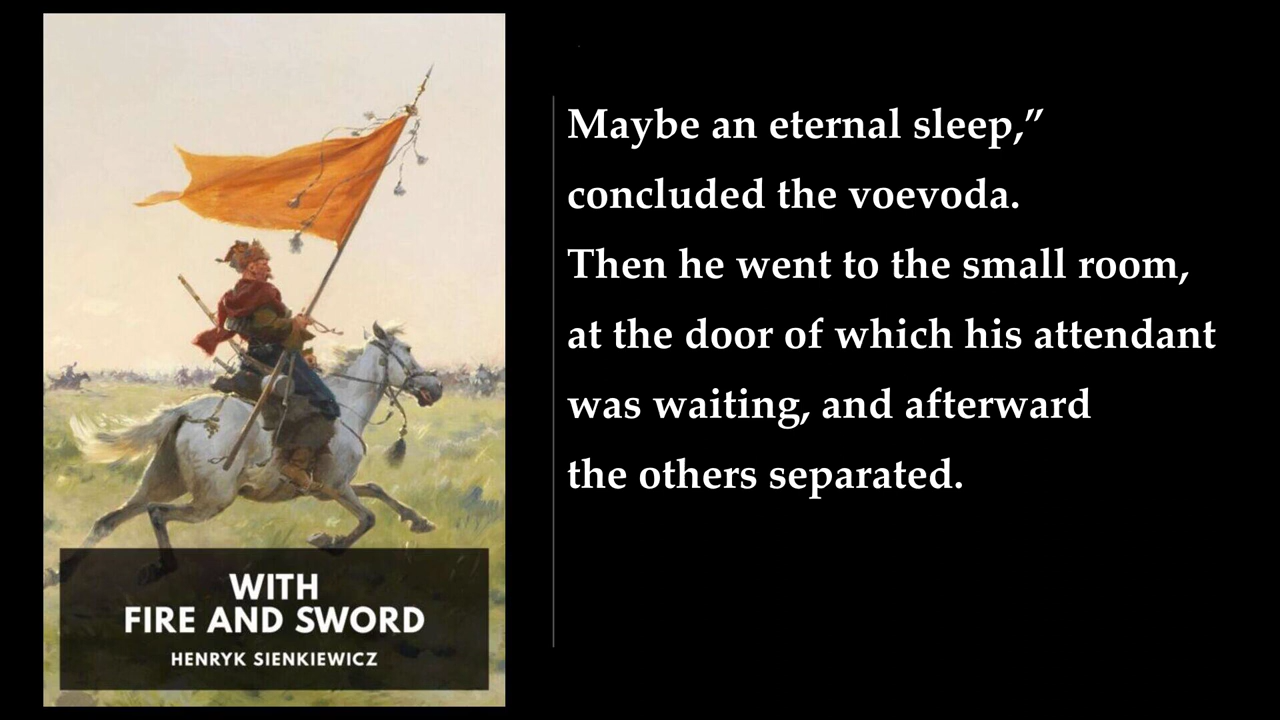 Maybe an eternal sleep,”
concluded the voevoda.
Then he went to the small room,
at the door of which his attendant
was waiting, and afterward
the others separated.
WITH
FIRE AND SWORD
HENRYK SIENKIEWICZ